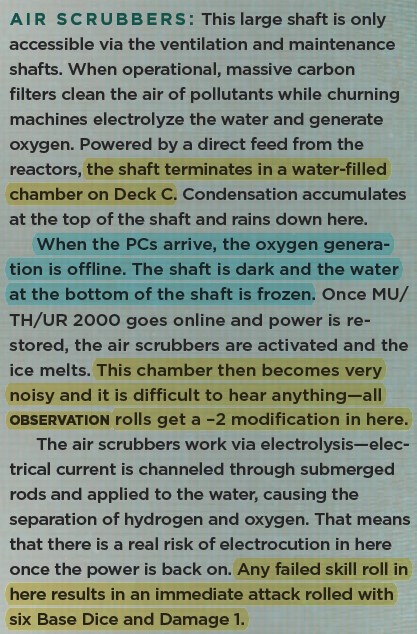 AIR SCRUBBERS: This large shaft is only
accessible via the ventilation and maintenance
shafts. When operational, massive carbon
filters clean the air of pollutants while churning
machines electrolyze the water and generate
oxygen. Powered by a direct feed from the
reactors, the shaft terminates in a water-filled
chamber on Deck C. Condensation accumulates
at the top of the shaft and rains down here.
When the PCs arrive, the oxygen genera-
tion is offline. The shaft is dark and the water
at the bottom of the shaft is frozen. Once MU/
TH/UR 2000 goes online and power is re-
stored, the air scrubbers are activated and the
ice melts. This chamber then becomes very
noisy and it is difficult to hear anything—all
OBSERVATION rolls get a –2 modification in here.
The air scrubbers work via electrolysis—elec-
trical current is channeled through submerged
rods and applied to the water, causing the
separation of hydrogen and oxygen. That means
that there is a real risk of electrocution in here
once the power is back on. Any failed skill roll in
here results in an immediate attack rolled with
six Base Dice and Damage 1.